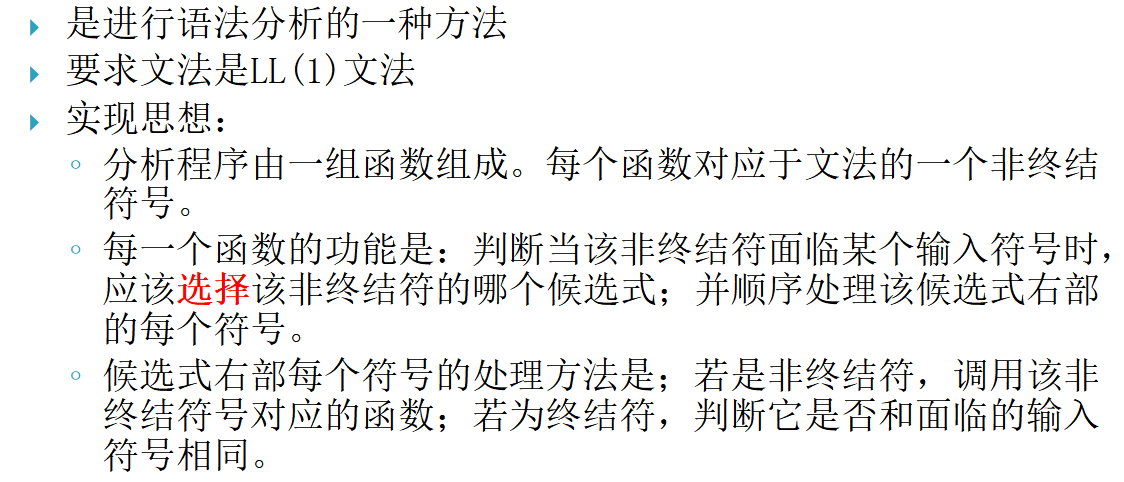 是进行语法分析的一种方法
要求文法是LL(1)文法
实现思想：
分析程序由一组函数组成。每个函数对应于文法的一个非终结
符号。
每一个函数的功能是：判断当该非终结符面临某个输入符号时，
应该选择该非终结符的哪个候选式；并顺序处理该候选式右部
的每个符号。
候选式右部每个符号的处理方法是；若是非终结符，调用该非
终结符号对应的函数；若为终结符，判断它是否和面临的输入
符号相同。